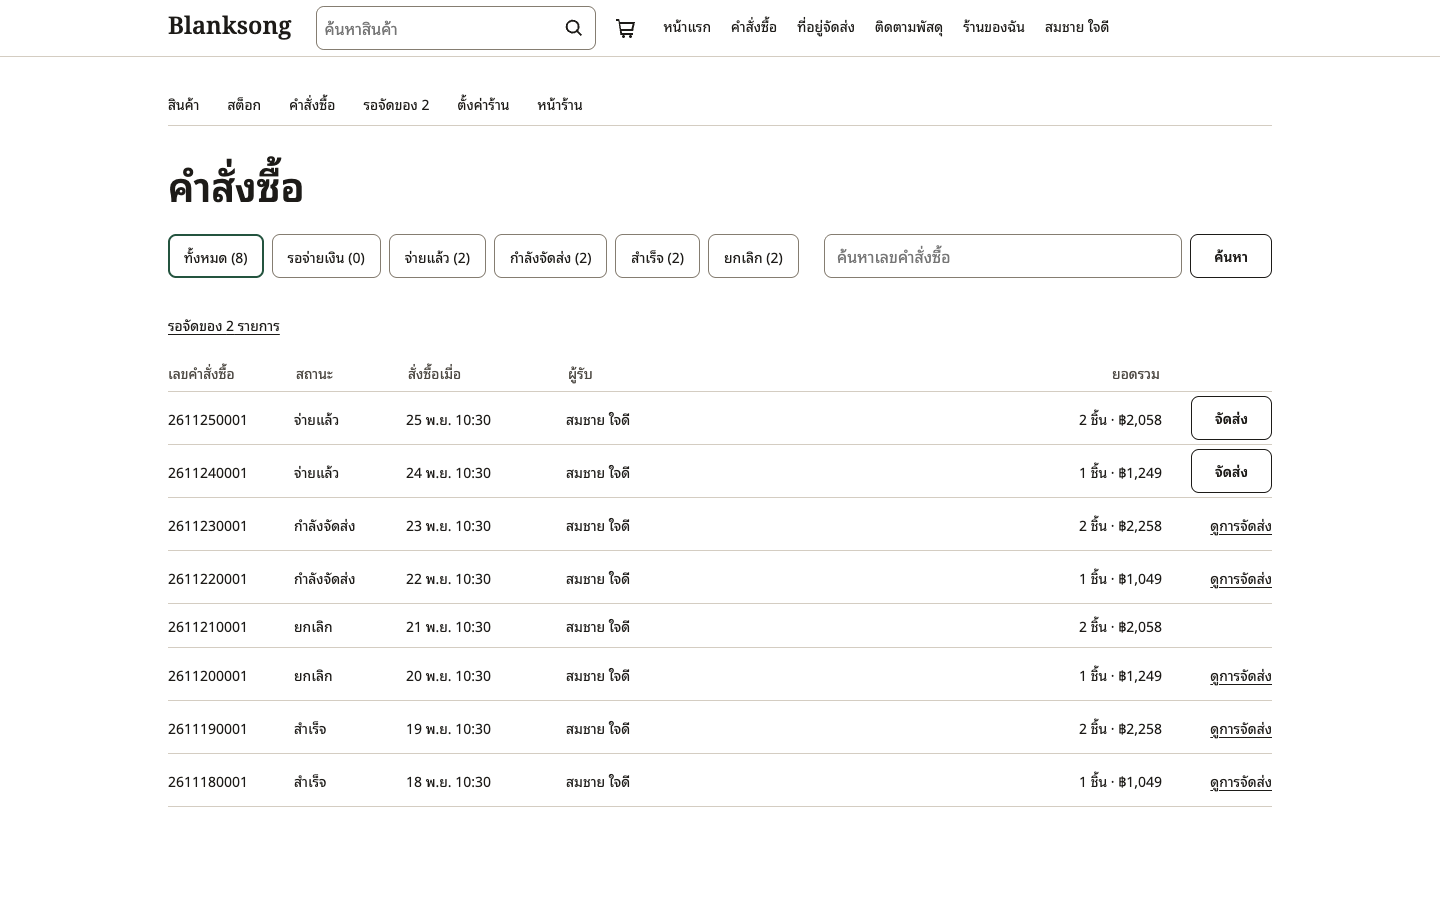 Blanksong ค้นหาสินค้า หน้าแรก คำสั่งซื้อ ที่อยู่จัดส่ง ติดตามพัสดุ ร้านของฉัน สมชาย ใจดี
สินค้า สต็อก คำสั่งซื้อ รอจัดของ 2 ตั้งค่าร้าน หน้าร้าน
คำสั่งซื้อ
ทั้งหมด (8) รอจ่ายเงิน (0) จ่ายแล้ว (2) กำลังจัดส่ง (2) สำเร็จ (2) ยกเลิก (2) ค้นหาเลขคำสั่งซื้อ ค้นหา
รอจัดของ 2 รายการ
เลขคำสั่งซื้อ สถานะ สั่งซื้อเมื่อ ผู้รับ ยอดรวม
2611250001 จ่ายแล้ว 25 พ.ย. 10:30 สมชาย ใจดี 2 ชิ้น · ฿2,058 จัดส่ง
2611240001 จ่ายแล้ว 24 พ.ย. 10:30 สมชาย ใจดี 1 ชิ้น · ฿1,249 จัดส่ง
2611230001 กำลังจัดส่ง 23 พ.ย. 10:30 สมชาย ใจดี 2 ชิ้น · ฿2,258 ดูการจัดส่ง
2611220001 กำลังจัดส่ง 22 พ.ย. 10:30 สมชาย ใจดี 1 ชิ้น · ฿1,049 ดูการจัดส่ง
2611210001 ยกเลิก 21 พ.ย. 10:30 สมชาย ใจดี 2 ชิ้น · ฿2,058
2611200001 ยกเลิก 20 พ.ย. 10:30 สมชาย ใจดี 1 ชิ้น · ฿1,249 ดูการจัดส่ง
2611190001 สำเร็จ 19 พ.ย. 10:30 สมชาย ใจดี 2 ชิ้น · ฿2,258 ดูการจัดส่ง
2611180001 สำเร็จ 18 พ.ย. 10:30 สมชาย ใจดี 1 ชิ้น · ฿1,049 ดูการจัดส่ง